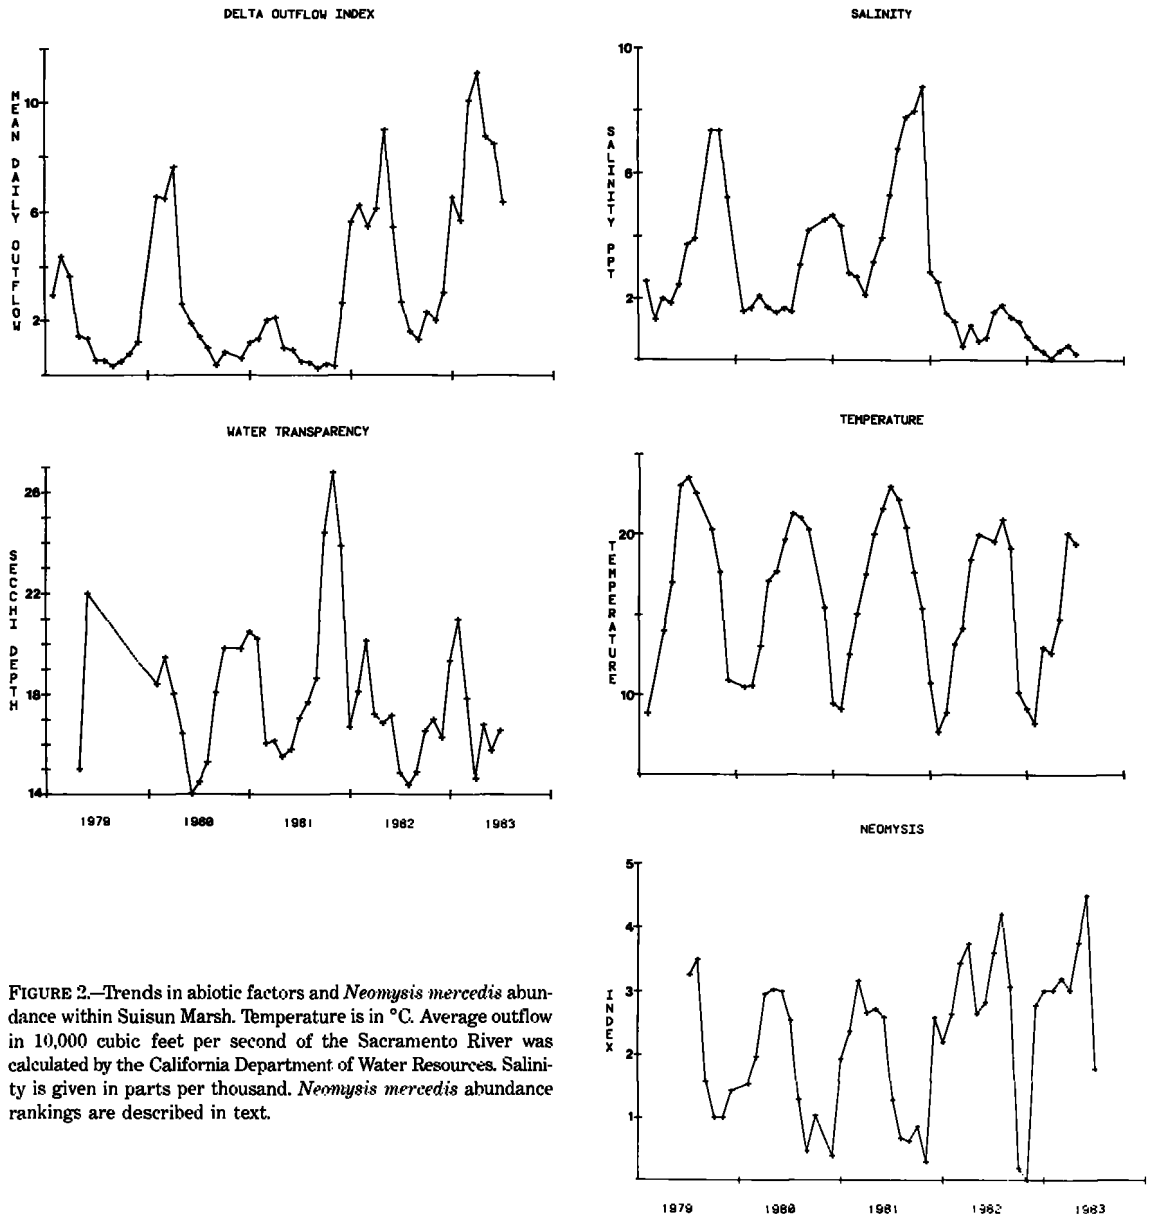 DELTA OUTFLOW INDEX
MEAN DAILY OUTFLOW
10
6
2
SALINITY
SALINITY PPT
10
6
2
WATER TRANSPARENCY
SECCHI DEPTH
26
22
18
14
1979 1980 1981 1982 1983
TEMPERATURE
TEMPERATURE
20
10
NEOMYSIS
INDEX
5
4
3
2
1
1979 1980 1981 1982 1983
FIGURE 2.—Trends in abiotic factors and Neomysis mercedis abun-
dance within Suisun Marsh. Temperature is in °C. Average outflow
in 10,000 cubic feet per second of the Sacramento River was
calculated by the California Department of Water Resources. Salini-
ty is given in parts per thousand. Neomysis mercedis abundance
rankings are described in text.